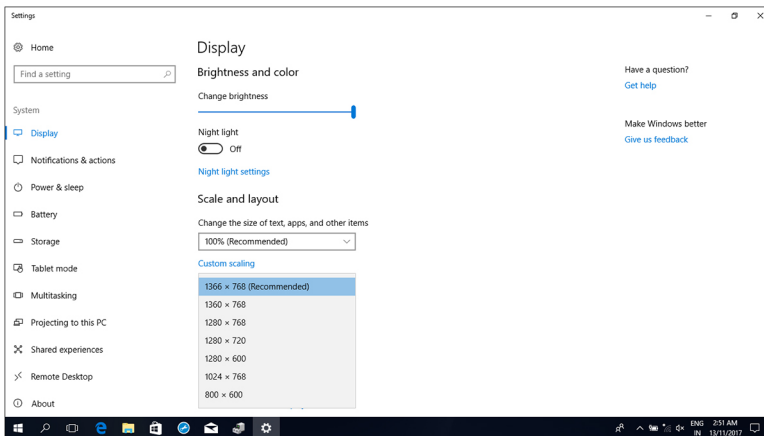 Settings
Home
Find a setting
System
Display
Notifications & actions
Power & sleep
Battery
Storage
Tablet mode
Multitasking
Projecting to this PC
Shared experiences
Remote Desktop
About
Display
Brightness and color
Change brightness
Night light
Off
Night light settings
Scale and layout
Change the size of text, apps, and other items
100% (Recommended)
Custom scaling
1366 × 768 (Recommended)
1360 × 768
1280 × 768
1280 × 720
1280 × 600
1024 × 768
800 × 600
Have a question?
Get help
Make Windows better
Give us feedback
ENG 2:51 AM
IN 13/11/2017